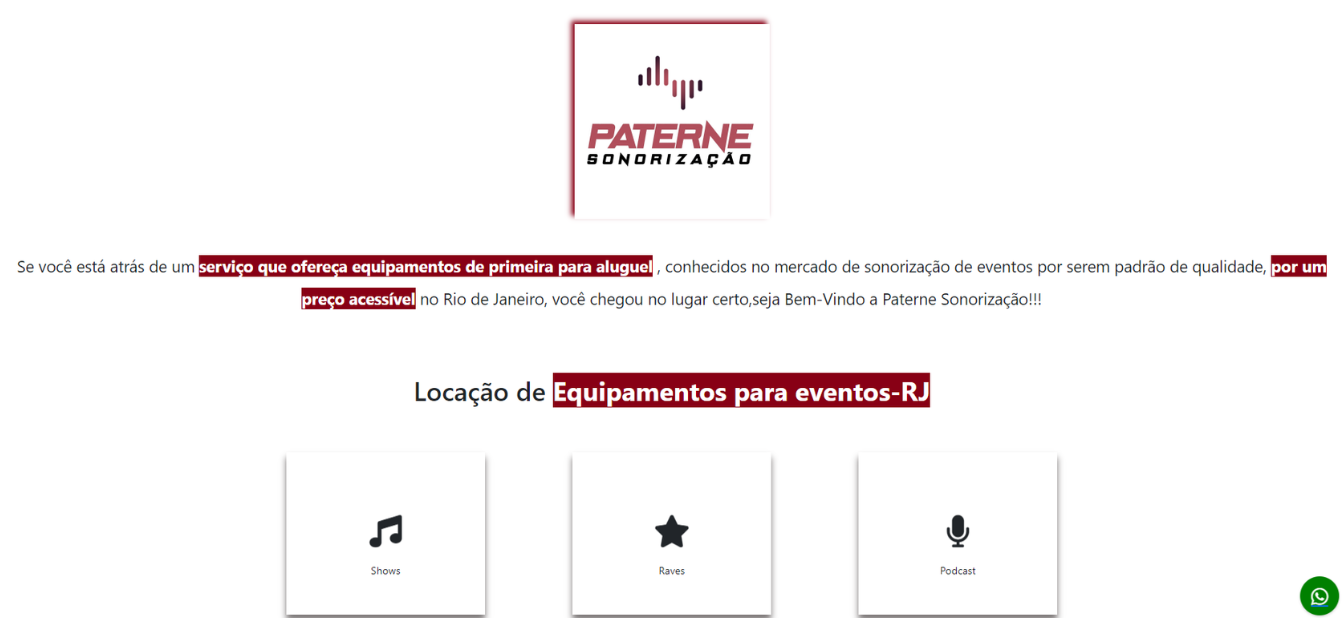 PATERNE
SONORIZAÇÃO
Se você está atrás de um serviço que ofereça equipamentos de primeira para aluguel , conhecidos no mercado de sonorização de eventos por serem padrão de qualidade, por um
preço acessível no Rio de Janeiro, você chegou no lugar certo,seja Bem-Vindo a Paterne Sonorização!!!
Locação de Equipamentos para eventos-RJ
Shows
Raves
Podcast